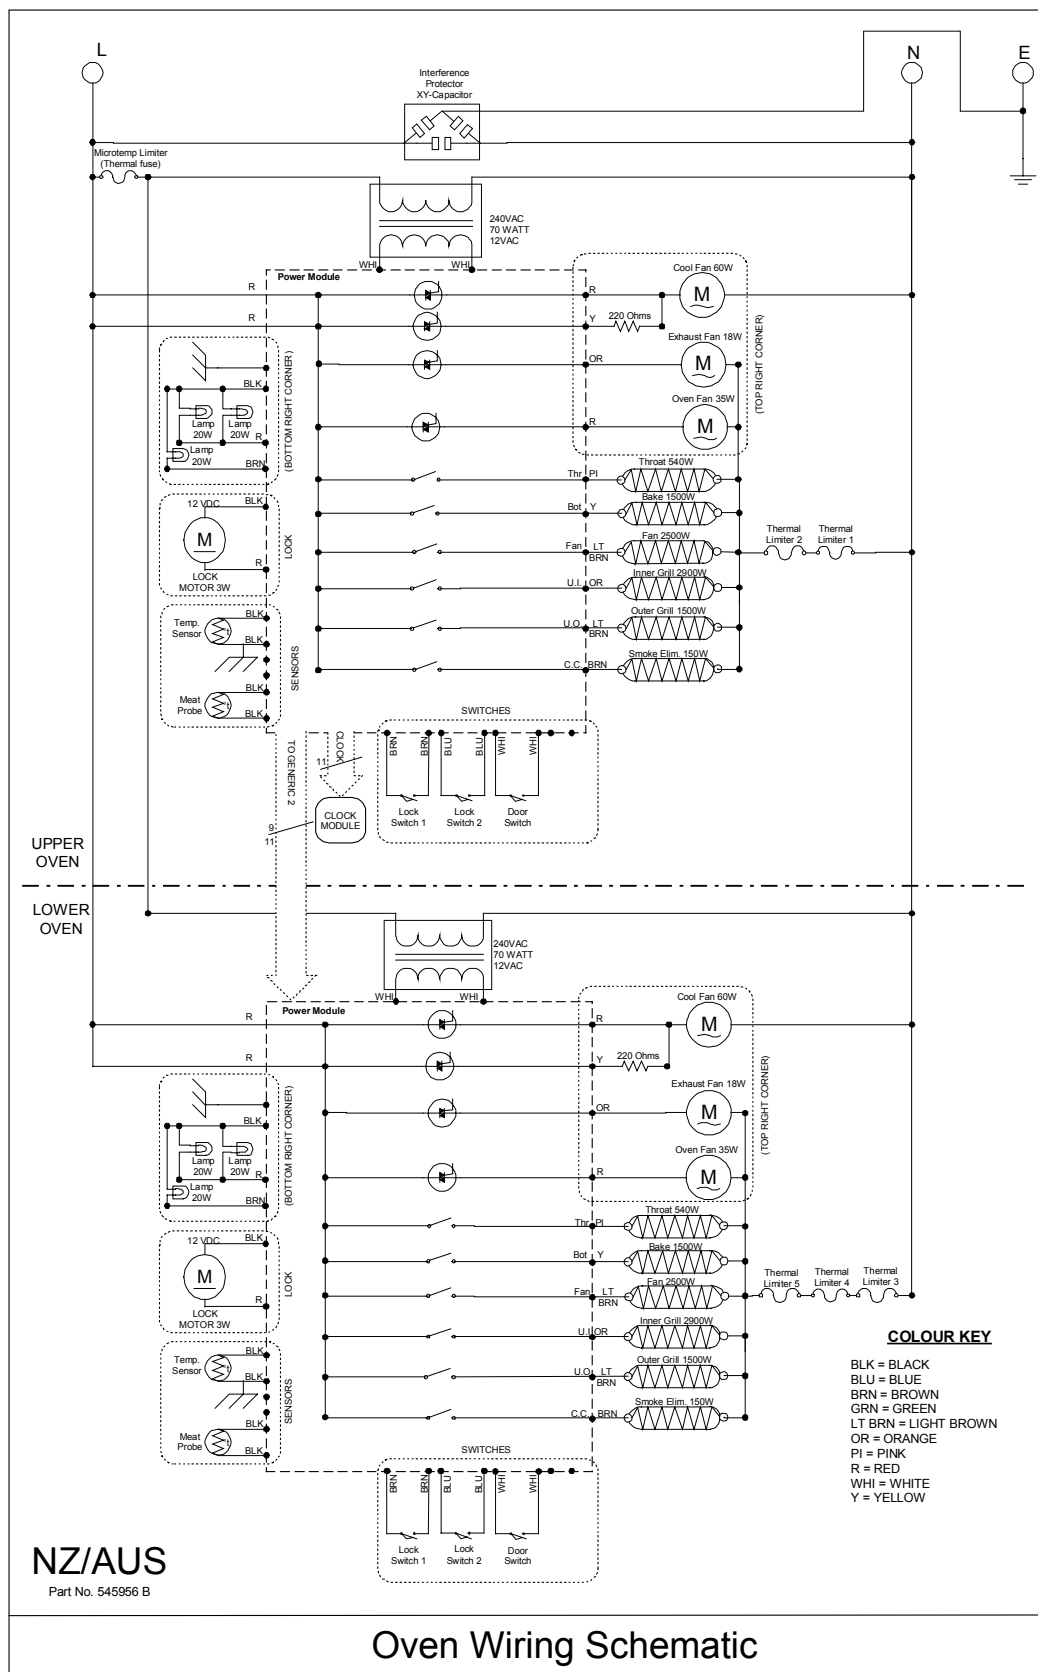 L
N
E
Interference
Protector
XY-Capacitor
Microtemp Limiter
(Thermal fuse)
240VAC
70 WATT
12VAC
WHI
WHI
Power Module
R
R
R
Cool Fan 60W
M
Y
220 Ohms
Exhaust Fan 18W
OR
M
Oven Fan 35W
R
M
(TOP RIGHT CORNER)
BLK
Lamp
20W
Lamp
20W
R
Lamp
20W
BRN
(BOTTOM RIGHT CORNER)
Thr
PI
Throat 540W
Bot
Y
Bake 1500W
Fan
LT
BRN
Fan 2500W
U.I.
OR
Inner Grill 2900W
U.O.
LT
BRN
Outer Grill 1500W
C.C.
BRN
Smoke Elim. 150W
Thermal
Limiter 2
Thermal
Limiter 1
12 VDC
BLK
M
R
LOCK
MOTOR 3W
LOCK
BLK
Temp.
Sensor
t
BLK
BLK
Meat
Probe
t
BLK
SENSORS
SWITCHES
BRN
BRN
BLU
BLU
WHI
WHI
Lock
Switch 1
Lock
Switch 2
Door
Switch
TO GENERIC 2
CLOCK
11
CLOCK
MODULE
9
11
UPPER
OVEN
LOWER
OVEN
240VAC
70 WATT
12VAC
WHI
WHI
Power Module
R
R
R
Cool Fan 60W
M
Y
220 Ohms
Exhaust Fan 18W
OR
M
Oven Fan 35W
R
M
(TOP RIGHT CORNER)
BLK
Lamp
20W
Lamp
20W
R
Lamp
20W
BRN
(BOTTOM RIGHT CORNER)
Thr
PI
Throat 540W
Bot
Y
Bake 1500W
Fan
LT
BRN
Fan 2500W
U.I.
OR
Inner Grill 2900W
U.O.
LT
BRN
Outer Grill 1500W
C.C.
BRN
Smoke Elim. 150W
Thermal
Limiter 5
Thermal
Limiter 4
Thermal
Limiter 3
12 VDC
BLK
M
R
LOCK
MOTOR 3W
LOCK
BLK
Temp.
Sensor
t
BLK
BLK
Meat
Probe
t
BLK
SENSORS
SWITCHES
BRN
BRN
BLU
BLU
WHI
WHI
Lock
Switch 1
Lock
Switch 2
Door
Switch
COLOUR KEY
BLK = BLACK
BLU = BLUE
BRN = BROWN
GRN = GREEN
LT BRN = LIGHT BROWN
OR = ORANGE
PI = PINK
R = RED
WHI = WHITE
Y = YELLOW
NZ/AUS
Part No. 545956 B
Oven Wiring Schematic